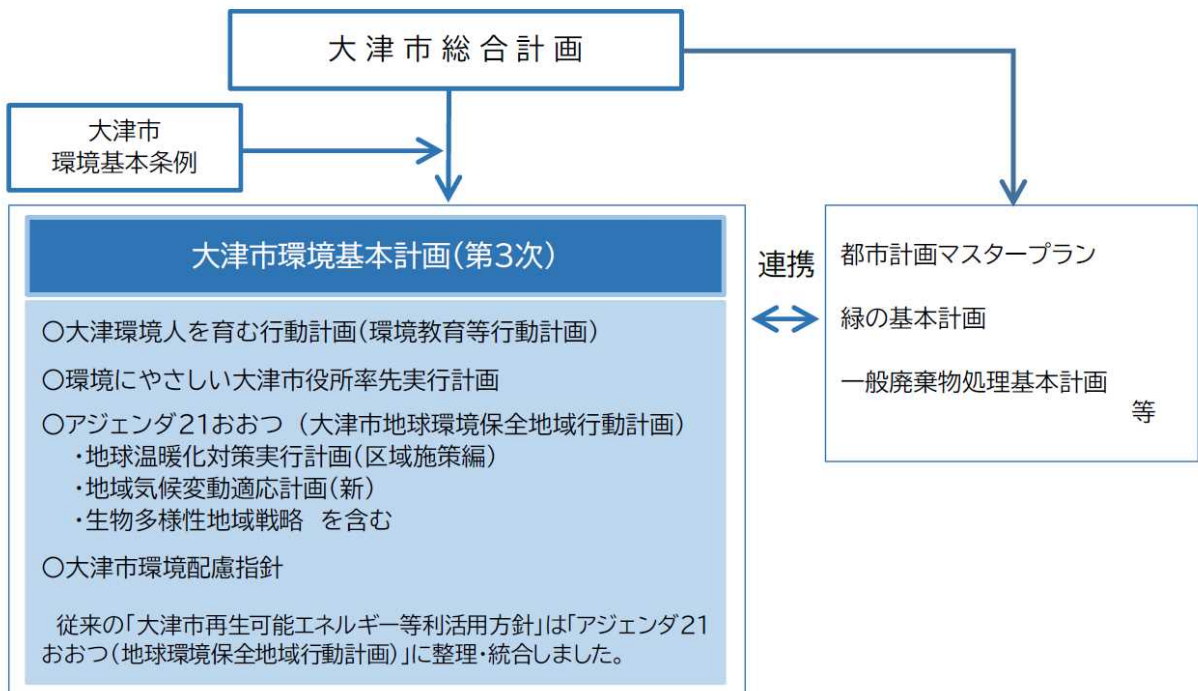 大津市総合計画
大津市
環境基本条例
大津市環境基本計画(第3次)
○大津環境人を育む行動計画(環境教育等行動計画)
○環境にやさしい大津市役所率先実行計画
○アジェンダ21おおつ (大津市地球環境保全地域行動計画)
・地球温暖化対策実行計画(区域施策編)
・地域気候変動適応計画(新)
・生物多様性地域戦略 を含む
○大津市環境配慮指針
従来の「大津市再生可能エネルギー等利活用方針」は「アジェンダ21
おおつ(地球環境保全地域行動計画)」に整理・統合しました。
連携
都市計画マスタープラン
緑の基本計画
一般廃棄物処理基本計画
等